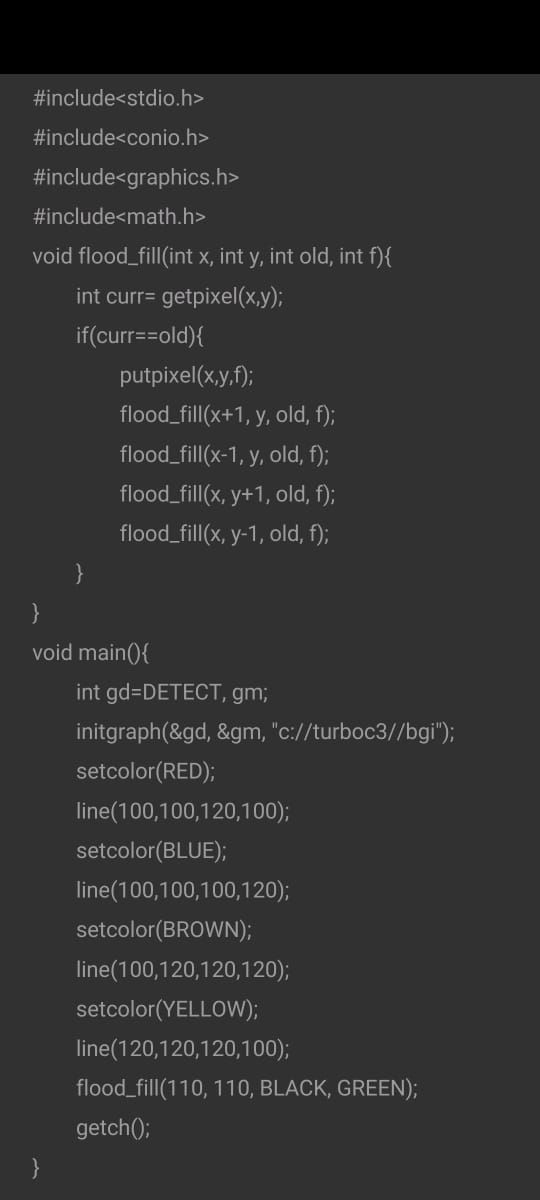 #include<stdio.h>
#include<conio.h>
#include<graphics.h>
#include<math.h>
void flood_fill(int x, int y, int old, int f){
int curr= getpixel(x,y);
if(curr==old){
putpixel(x,y,f);
flood_fill(x+1, y, old, f);
flood_fill(x-1, y, old, f);
flood_fill(x, y+1, old, f);
flood_fill(x, y-1, old, f);
}
}
void main(){
int gd=DETECT, gm;
initgraph(&gd, &gm, "c://turboc3//bgi");
setcolor(RED);
line(100,100,120,100);
setcolor(BLUE);
line(100,100,100,120);
setcolor(BROWN);
line(100,120,120,120);
setcolor(YELLOW);
line(120,120,120,100);
flood_fill(110, 110, BLACK, GREEN);
getch();
}